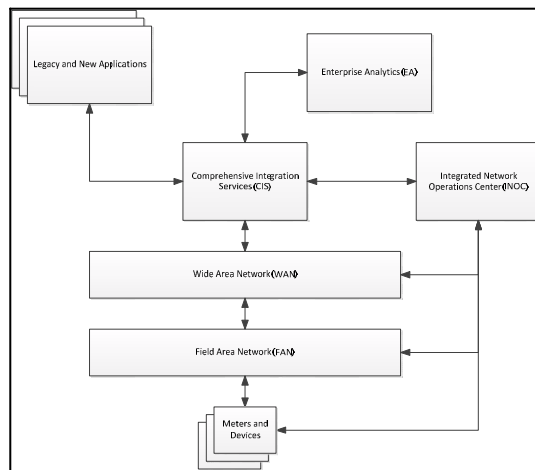 Legacy and New Applications
Enterprise Analytics (EA)
Comprehensive Integration
Services (CIS)
Integrated Network
Operations Center (INOC)
Wide Area Network (WAN)
Field Area Network (FAN)
Meters and
Devices